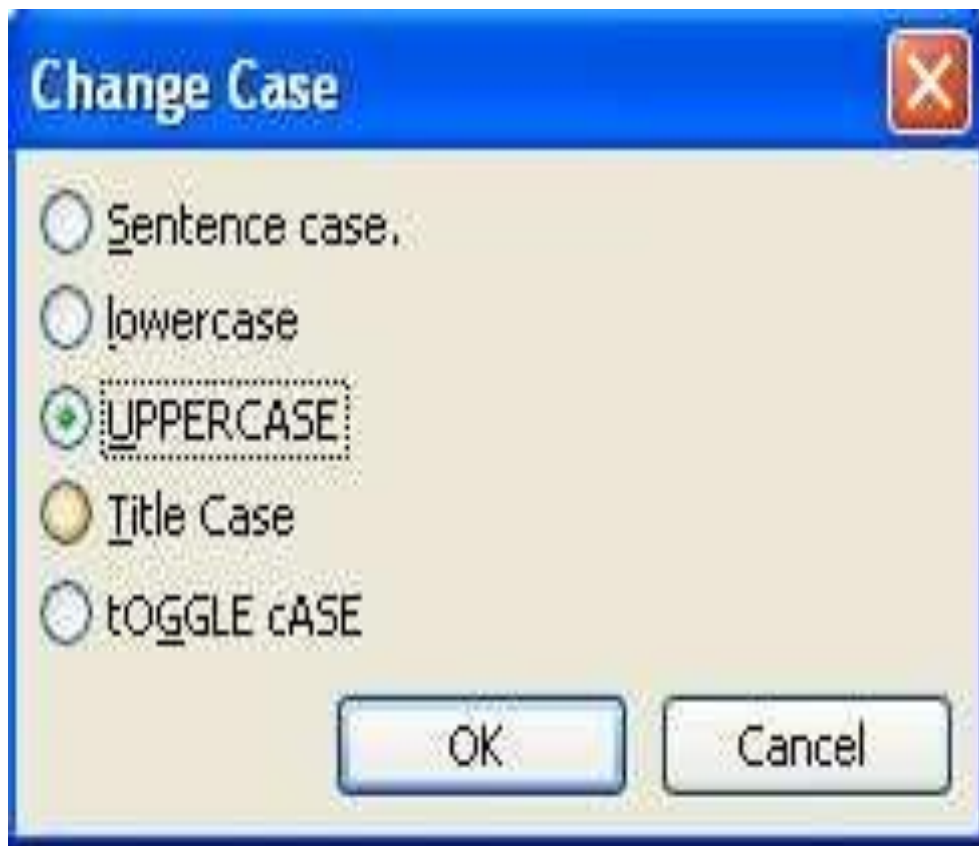 Change Case
Sentence case.
lowercase
UPPERCASE
Title Case
tOGGLE cASE
OK Cancel